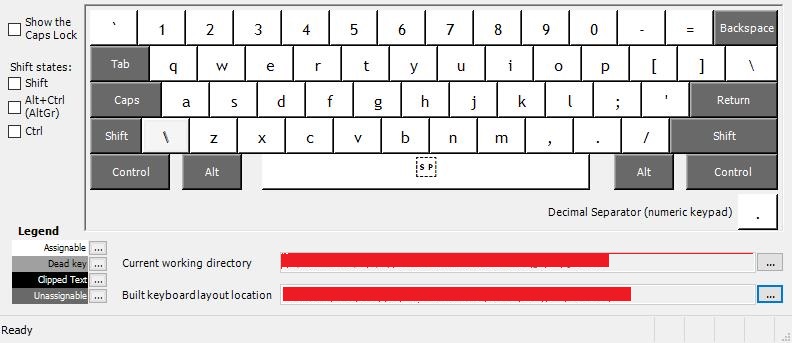 Show the
Caps Lock
Shift states:
Shift
Alt+Ctrl
(AltGr)
Ctrl
` 1 2 3 4 5 6 7 8 9 0 - = Backspace
Tab q w e r t y u i o p [ ] \
Caps a s d f g h j k l ; ' Return
Shift \ z x c v b n m , . / Shift
Control Alt SP Alt Control
Decimal Separator (numeric keypad) .
Legend
Assignable ...
Dead key ...
Clipped Text ...
Unassignable ...
Current working directory ...
Built keyboard layout location ...
Ready